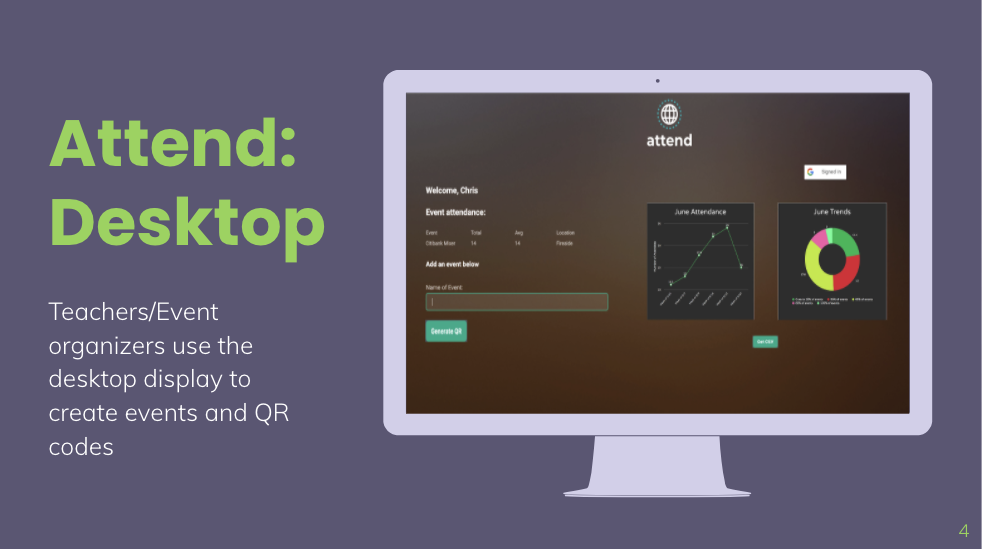 Attend:
Desktop
Teachers/Event
organizers use the
desktop display to
create events and QR
codes
attend
G Signed in
Welcome, Chris
Event attendance:
Event Total Avg Location
Citibank Mixer 14 14 Fireside
Add an event below
Name of Event:
Generate QR
June Attendance
June Trends
Get CSV!
4